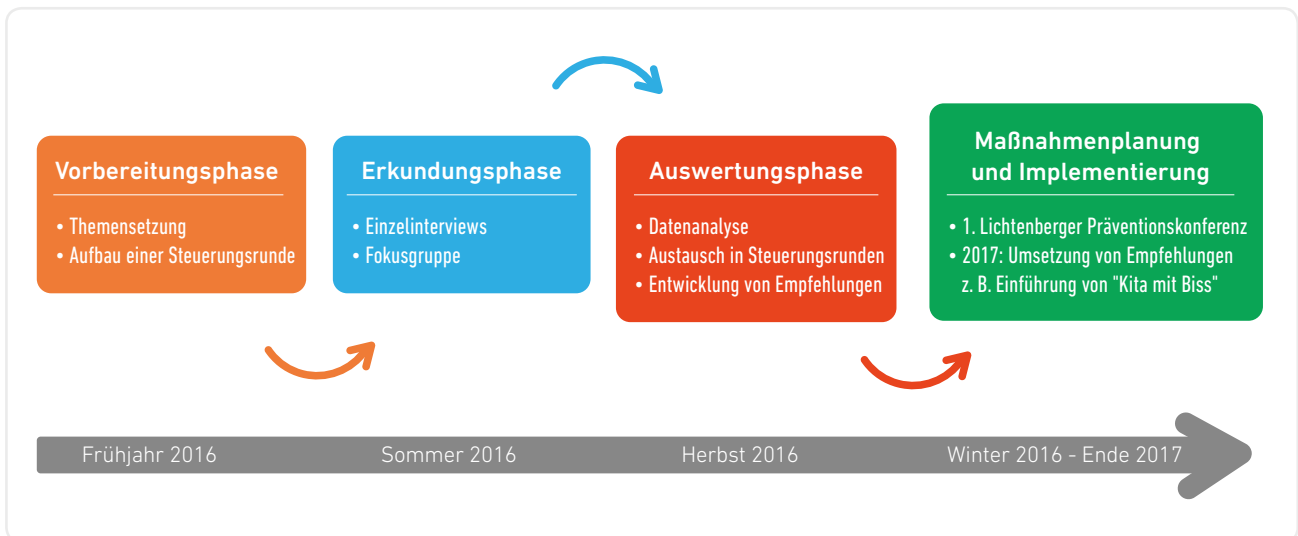 Vorbereitungsphase
• Themensetzung
• Aufbau einer Steuerungsrunde
Erkundungsphase
• Einzelinterviews
• Fokusgruppe
Auswertungsphase
• Datenanalyse
• Austausch in Steuerungsrunden
• Entwicklung von Empfehlungen
Maßnahmenplanung
und Implementierung
• 1. Lichtenberger Präventionskonferenz
• 2017: Umsetzung von Empfehlungen
z. B. Einführung von "Kita mit Biss"
Frühjahr 2016
Sommer 2016
Herbst 2016
Winter 2016 - Ende 2017